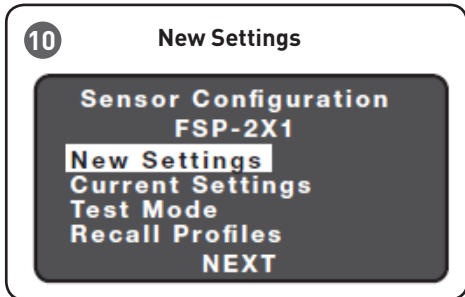 10
New Settings
Sensor Configuration
FSP-2X1
New Settings
Current Settings
Test Mode
Recall Profiles
NEXT